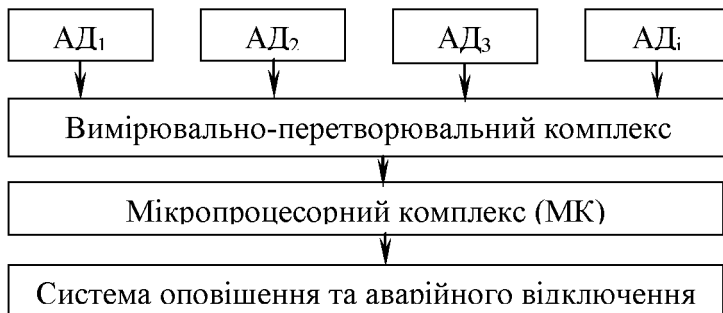 АД₁ АД₂ АД₃ АДᵢ
Вимірювально-перетворювальний комплекс
Мікропроцесорний комплекс (МК)
Система оповіщення та аварійного відключення